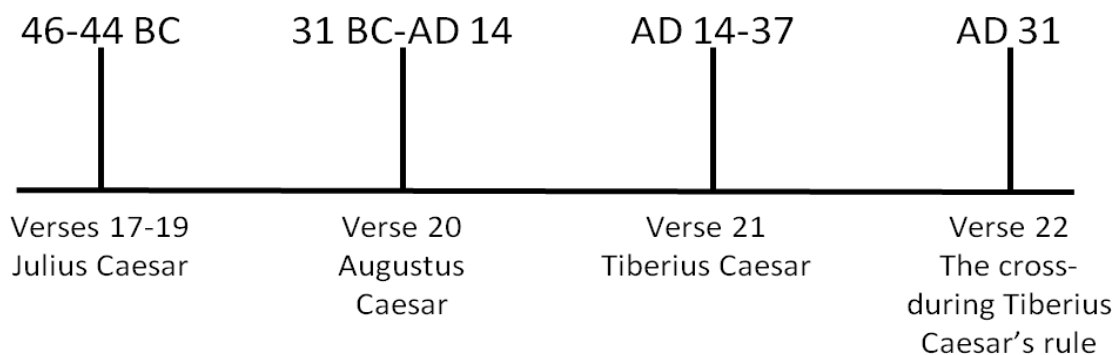 46-44 BC
31 BC-AD 14
AD 14-37
AD 31
Verses 17-19
Julius Caesar
Verse 20
Augustus
Caesar
Verse 21
Tiberius Caesar
Verse 22
The cross-
during Tiberius
Caesar's rule